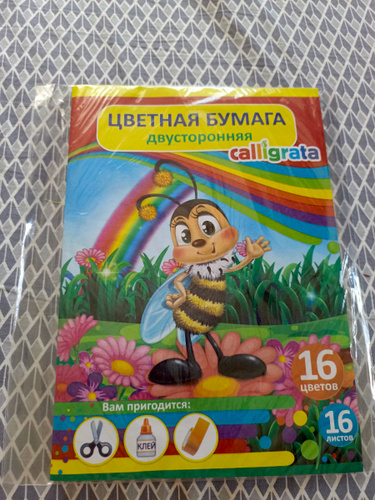 ЦВЕТНАЯ БУМАГА
двусторонняя
calligrata
16
цветов
Вам пригодится:
КЛЕЙ
16
листов